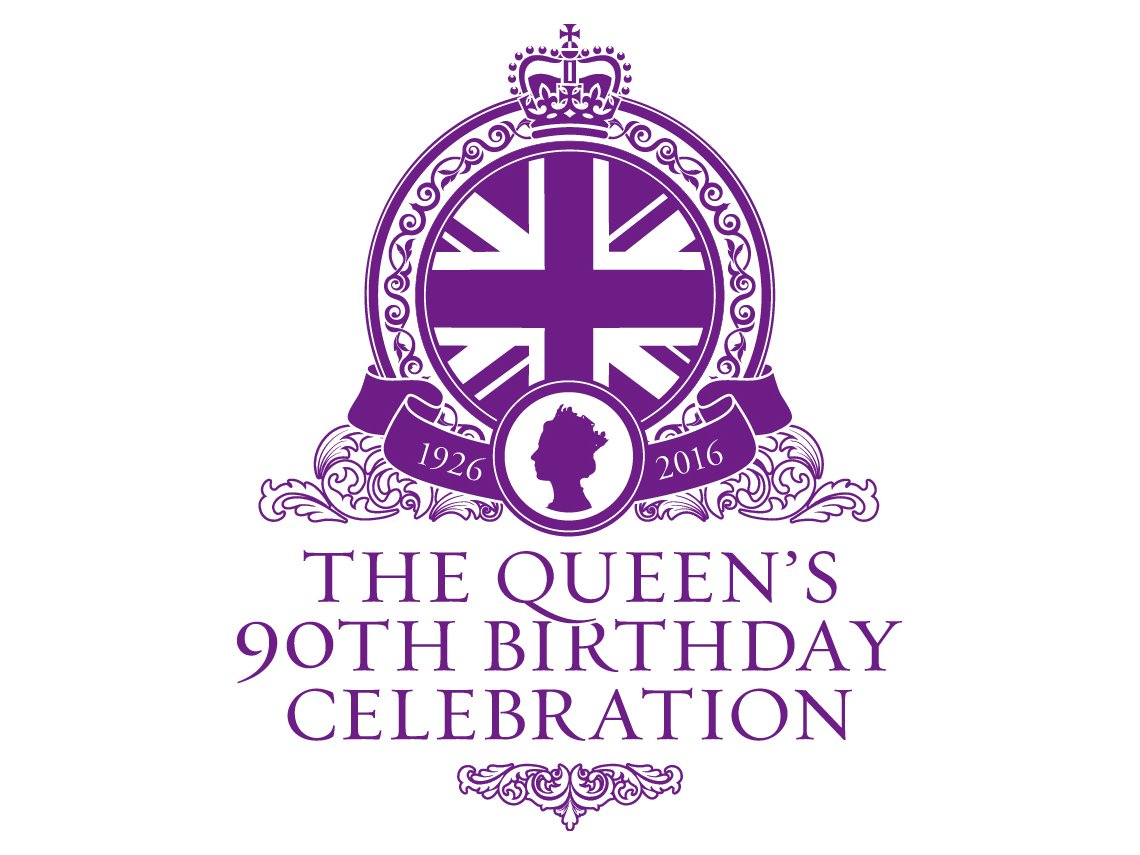 1926 2016
THE QUEEN’S
90TH BIRTHDAY
CELEBRATION